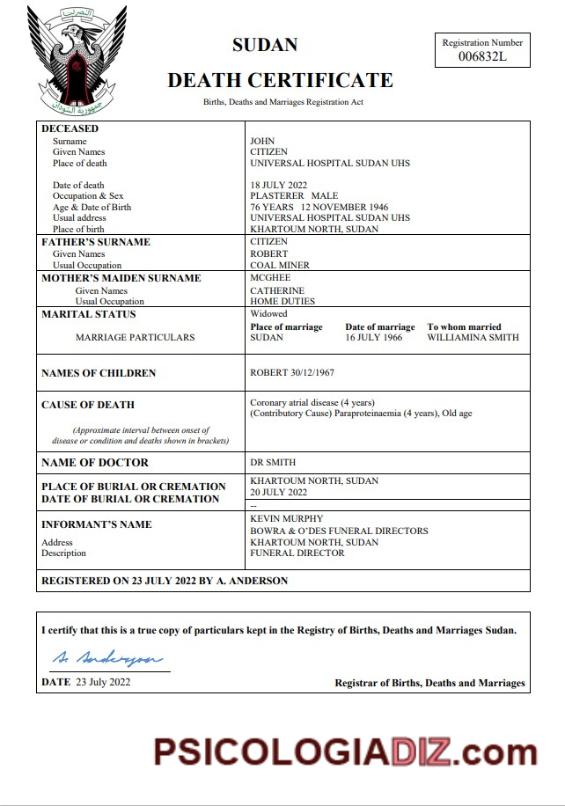 النصر لنا
جمهورية السودان
SUDAN
DEATH CERTIFICATE
Births, Deaths and Marriages Registration Act
Registration Number
006832L
DECEASED
Surname JOHN
Given Names CITIZEN
Place of death UNIVERSAL HOSPITAL SUDAN UHS
Date of death 18 JULY 2022
Occupation & Sex PLASTERER MALE
Age & Date of Birth 76 YEARS 12 NOVEMBER 1946
Usual address UNIVERSAL HOSPITAL SUDAN UHS
Place of birth KHARTOUM NORTH, SUDAN
FATHER'S SURNAME CITIZEN
Given Names ROBERT
Usual Occupation COAL MINER
MOTHER'S MAIDEN SURNAME MCGHEE
Given Names CATHERINE
Usual Occupation HOME DUTIES
MARITAL STATUS Widowed
Place of marriage Date of marriage To whom married
MARRIAGE PARTICULARS SUDAN 16 JULY 1966 WILLIAMINA SMITH
NAMES OF CHILDREN ROBERT 30/12/1967
CAUSE OF DEATH Coronary atrial disease (4 years)
(Contributory Cause) Paraproteinaemia (4 years), Old age
(Approximate interval between onset of
disease or condition and deaths shown in brackets)
NAME OF DOCTOR DR SMITH
PLACE OF BURIAL OR CREMATION KHARTOUM NORTH, SUDAN
DATE OF BURIAL OR CREMATION 20 JULY 2022
--
INFORMANT'S NAME KEVIN MURPHY
BOWRA & O'DES FUNERAL DIRECTORS
Address KHARTOUM NORTH, SUDAN
Description FUNERAL DIRECTOR
REGISTERED ON 23 JULY 2022 BY A. ANDERSON
I certify that this is a true copy of particulars kept in the Registry of Births, Deaths and Marriages Sudan.
A. Anderson
DATE 23 July 2022 Registrar of Births, Deaths and Marriages
PSICOLOGIADIZ.com